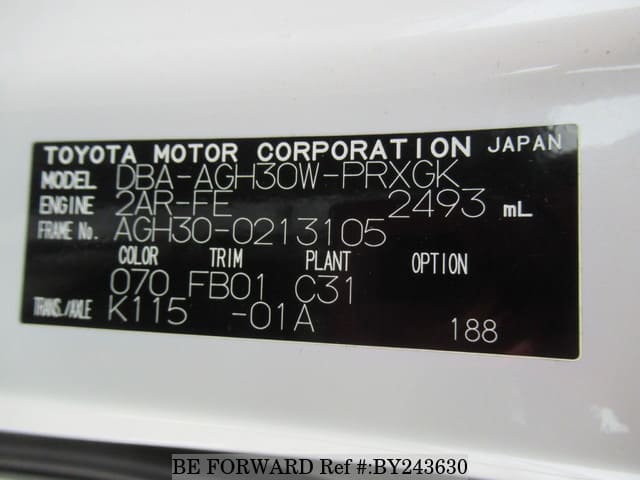 TOYOTA MOTOR CORPORATION JAPAN
MODEL DBA-AGH30W-PRXGK
ENGINE 2AR-FE 2493 mL
FRAME No. AGH30-0213105
COLOR TRIM PLANT OPTION
070 FB01 C31
TRANS./AXLE K115 -01A
188
BE FORWARD Ref #:BY243630